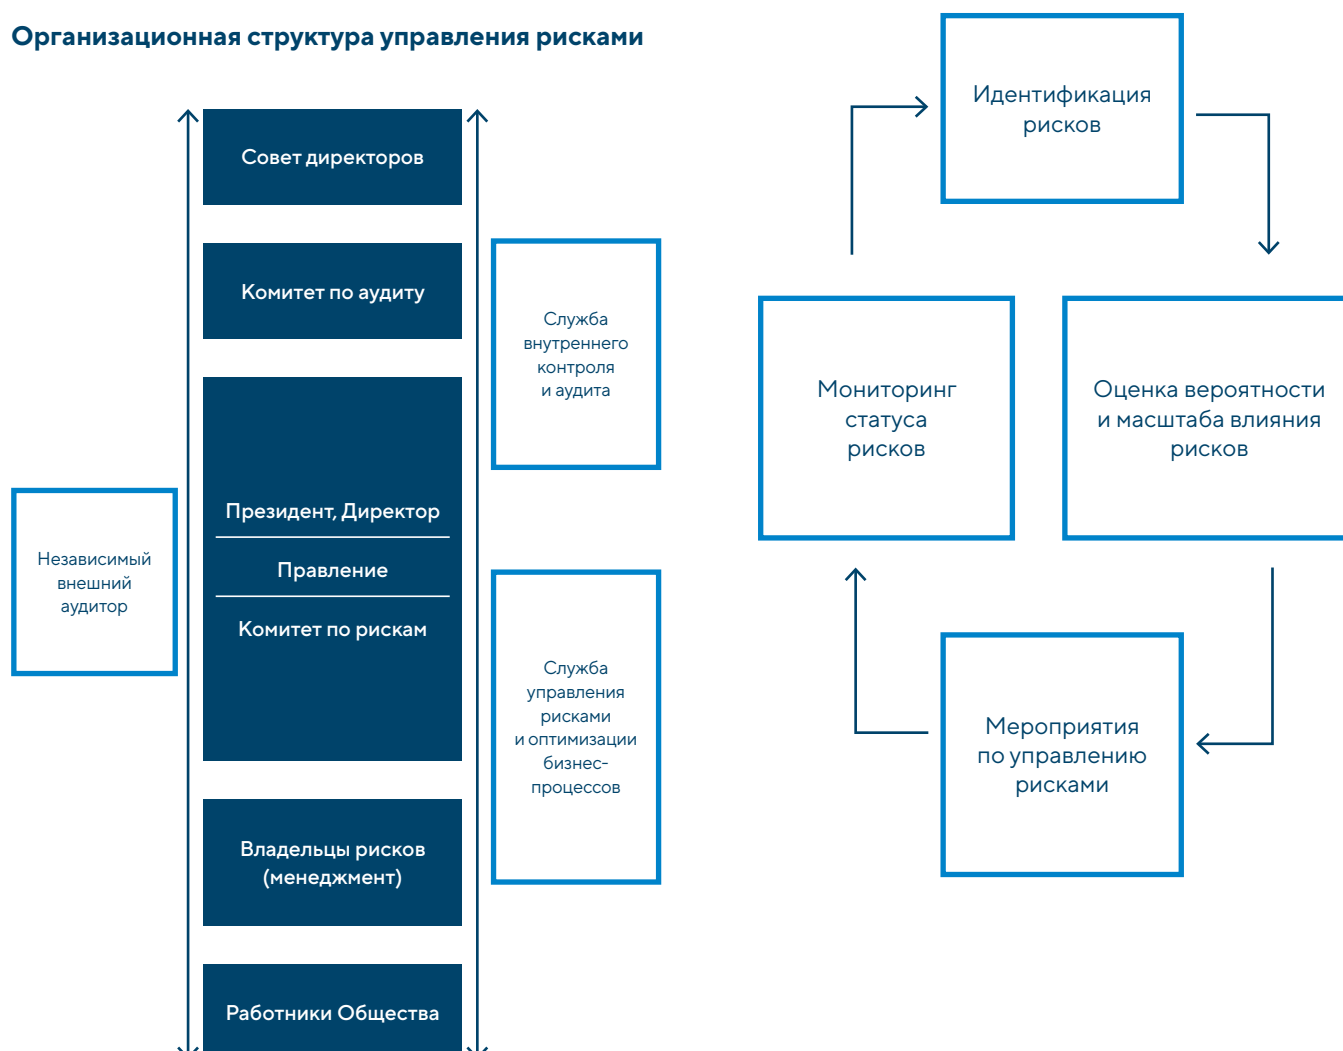 Организационная структура управления рисками
Совет директоров
Комитет по аудиту
Президент, Директор
Правление
Комитет по рискам
Владельцы рисков
(менеджмент)
Работники Общества
Независимый
внешний
аудитор
Служба
внутреннего
контроля
и аудита
Служба
управления
рисками
и оптимизации
бизнес-
процессов
Идентификация
рисков
Оценка вероятности
и масштаба влияния
рисков
Мероприятия
по управлению
рисками
Мониторинг
статуса
рисков